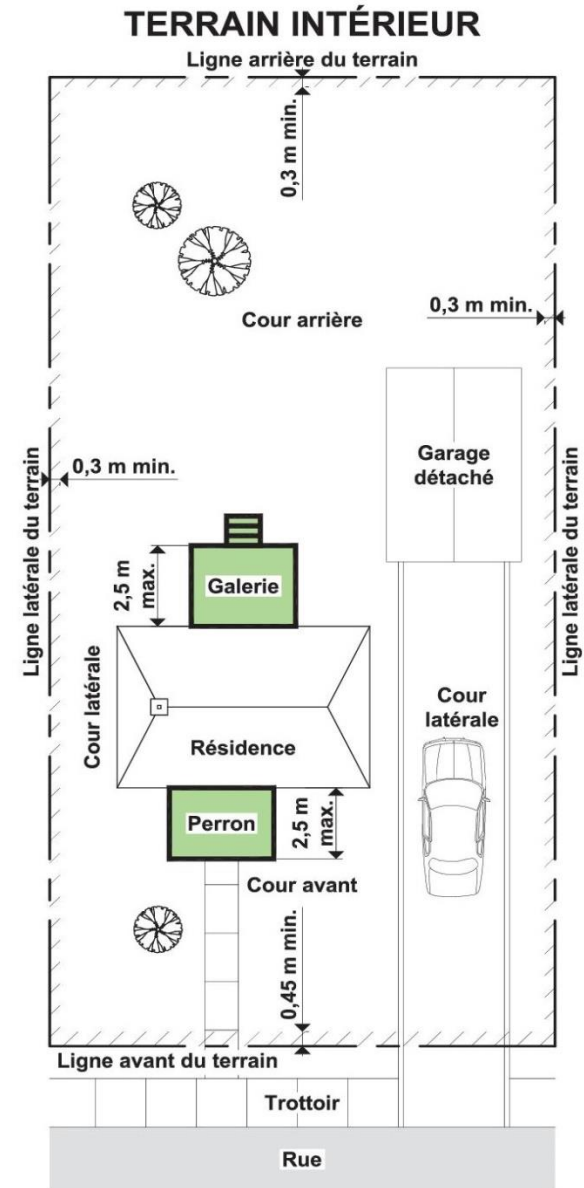 TERRAIN INTÉRIEUR
Ligne arrière du terrain
0,3 m min.
Cour arrière
0,3 m min.
Garage
détaché
0,3 m min.
Ligne latérale du terrain
Ligne latérale du terrain
2,5 m
max.
Galerie
Cour latérale
Cour
latérale
Résidence
Perron
2,5 m
max.
Cour avant
0,45 m min.
Ligne avant du terrain
Trottoir
Rue